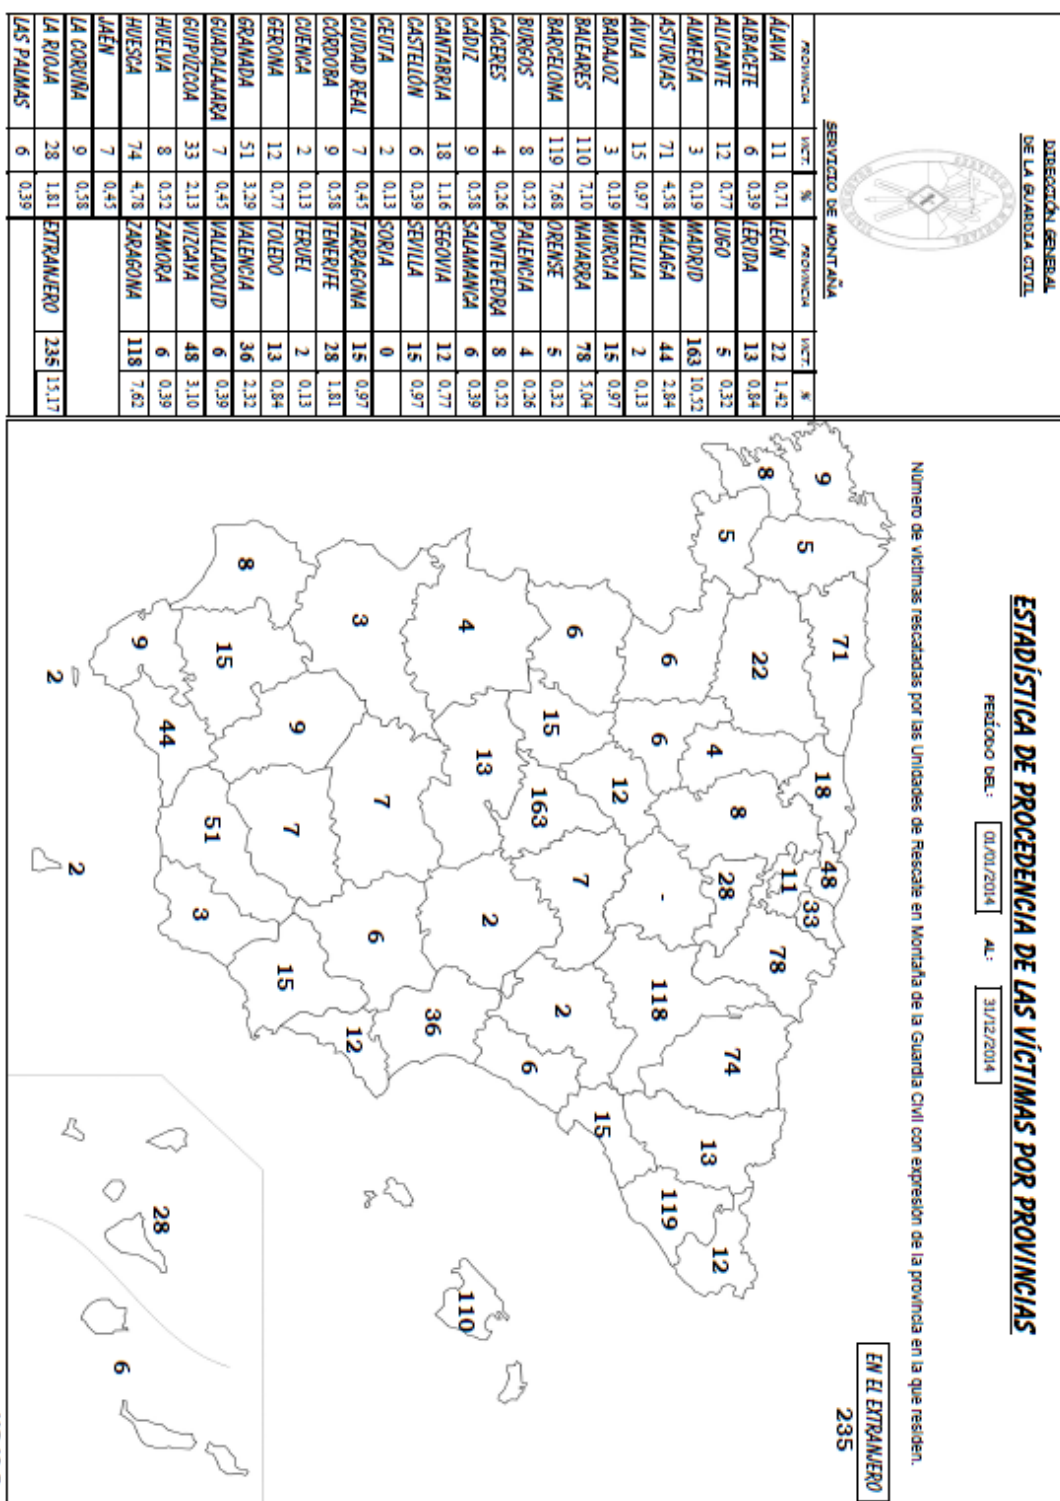 DIRECCIÓN GENERAL
DE LA GUARDIA CIVIL
SERVICIO DE MONTAÑA
PROVINCIA VICT. % PROVINCIA VICT. %
ÁLAVA 11 0,71 LEÓN 22 1,42
ALBACETE 6 0,39 LÉRIDA 13 0,84
ALICANTE 12 0,77 LUGO 5 0,32
ALMERÍA 3 0,19 MADRID 163 10,52
ASTURIAS 71 4,58 MÁLAGA 44 2,84
ÁVILA 15 0,97 MELILLA 2 0,13
BADAJOZ 3 0,19 MURCIA 15 0,97
BALEARES 110 7,10 NAVARRA 78 5,04
BARCELONA 119 7,68 ORENSE 5 0,32
BURGOS 8 0,52 PALENCIA 4 0,26
CÁCERES 4 0,26 PONTEVEDRA 8 0,52
CÁDIZ 9 0,58 SALAMANCA 6 0,39
CANTABRIA 18 1,16 SEGOVIA 12 0,77
CASTELLÓN 6 0,39 SEVILLA 15 0,97
CEUTA 2 0,13 SORIA 0
CIUDAD REAL 7 0,45 TARRAGONA 15 0,97
CÓRDOBA 9 0,58 TENERIFE 28 1,81
CUENCA 2 0,13 TERUEL 2 0,13
GERONA 12 0,77 TOLEDO 13 0,84
GRANADA 51 3,29 VALENCIA 36 2,32
GUADALAJARA 7 0,45 VALLADOLID 6 0,39
GUIPÚZCOA 33 2,13 VIZCAYA 48 3,10
HUELVA 8 0,52 ZAMORA 6 0,39
HUESCA 74 4,78 ZARAGONA 118 7,62
JAÉN 7 0,45
LA CORUÑA 9 0,58
LA RIOJA 28 1,81 EXTRANJERO 235 15,17
LAS PALMAS 6 0,39
ESTADÍSTICA DE PROCEDENCIA DE LAS VÍCTIMAS POR PROVINCIAS
PERÍODO DEL: 01/01/2014 AL: 31/12/2014
Número de víctimas rescatadas por las Unidades de Rescate en Montaña de la Guardia Civil con expresión de la provincia en la que residen.
EN EL EXTRANJERO
235
9
5
71
18
48
33
11
8
5
22
4
8
28
78
74
13
12
119
6
6
12
-
118
15
6
15
163
7
2
6
110
4
13
2
36
3
7
6
12
8
15
9
7
15
9
44
51
3
2
2
28
6